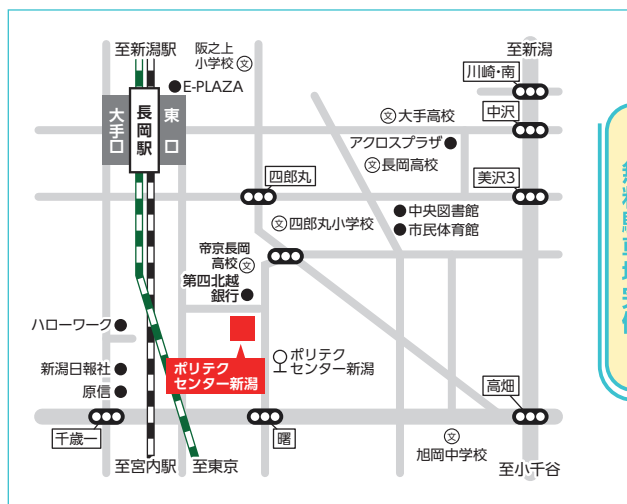 至新潟駅
阪之上
小学校 文
E-PLAZA
至新潟
川崎・南
大手口
長岡駅
東口
文 大手高校
中沢
アクロスプラザ
文 長岡高校
四郎丸
美沢3
中央図書館
文 四郎丸小学校
市民体育館
帝京長岡
高校 文
第四北越
銀行
ハローワーク
新潟日報社
原信
ポリテク
センター新潟
ポリテク
センター新潟
高畑
千歳一
曙
文
旭岡中学校
至宮内駅
至東京
至小千谷